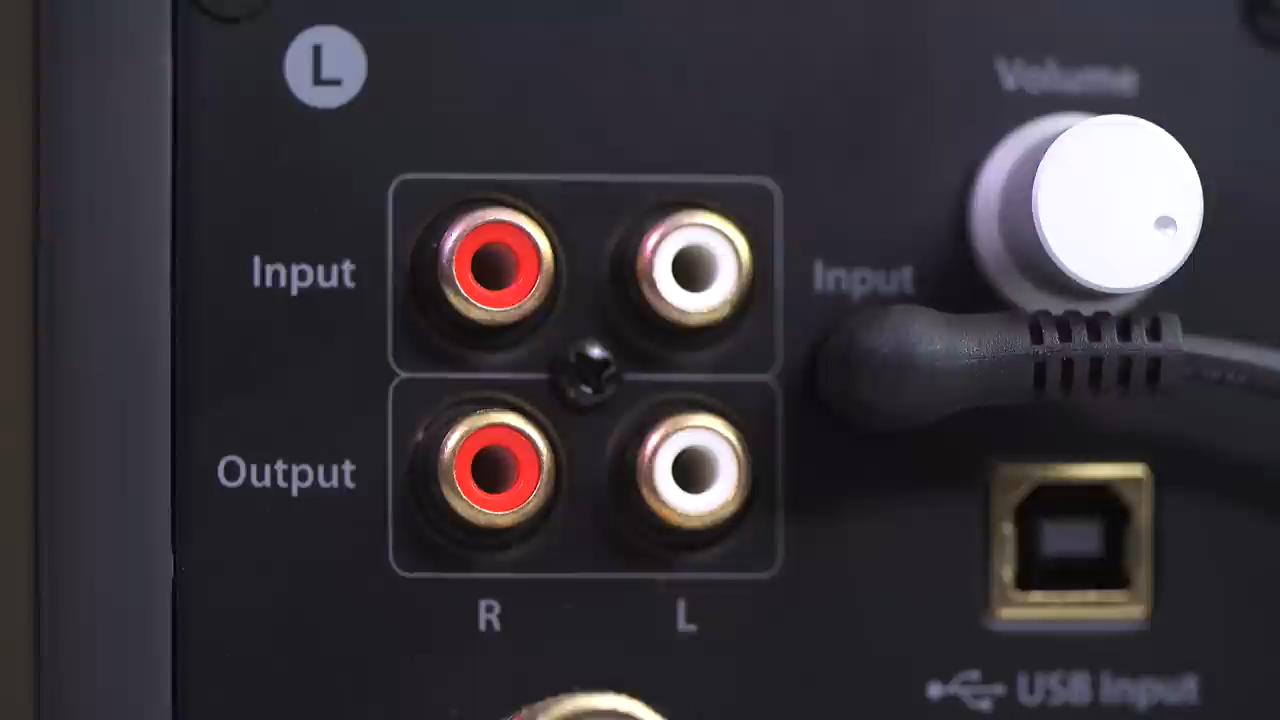 L
Volume
Input
Input
Output
R L
USB Input